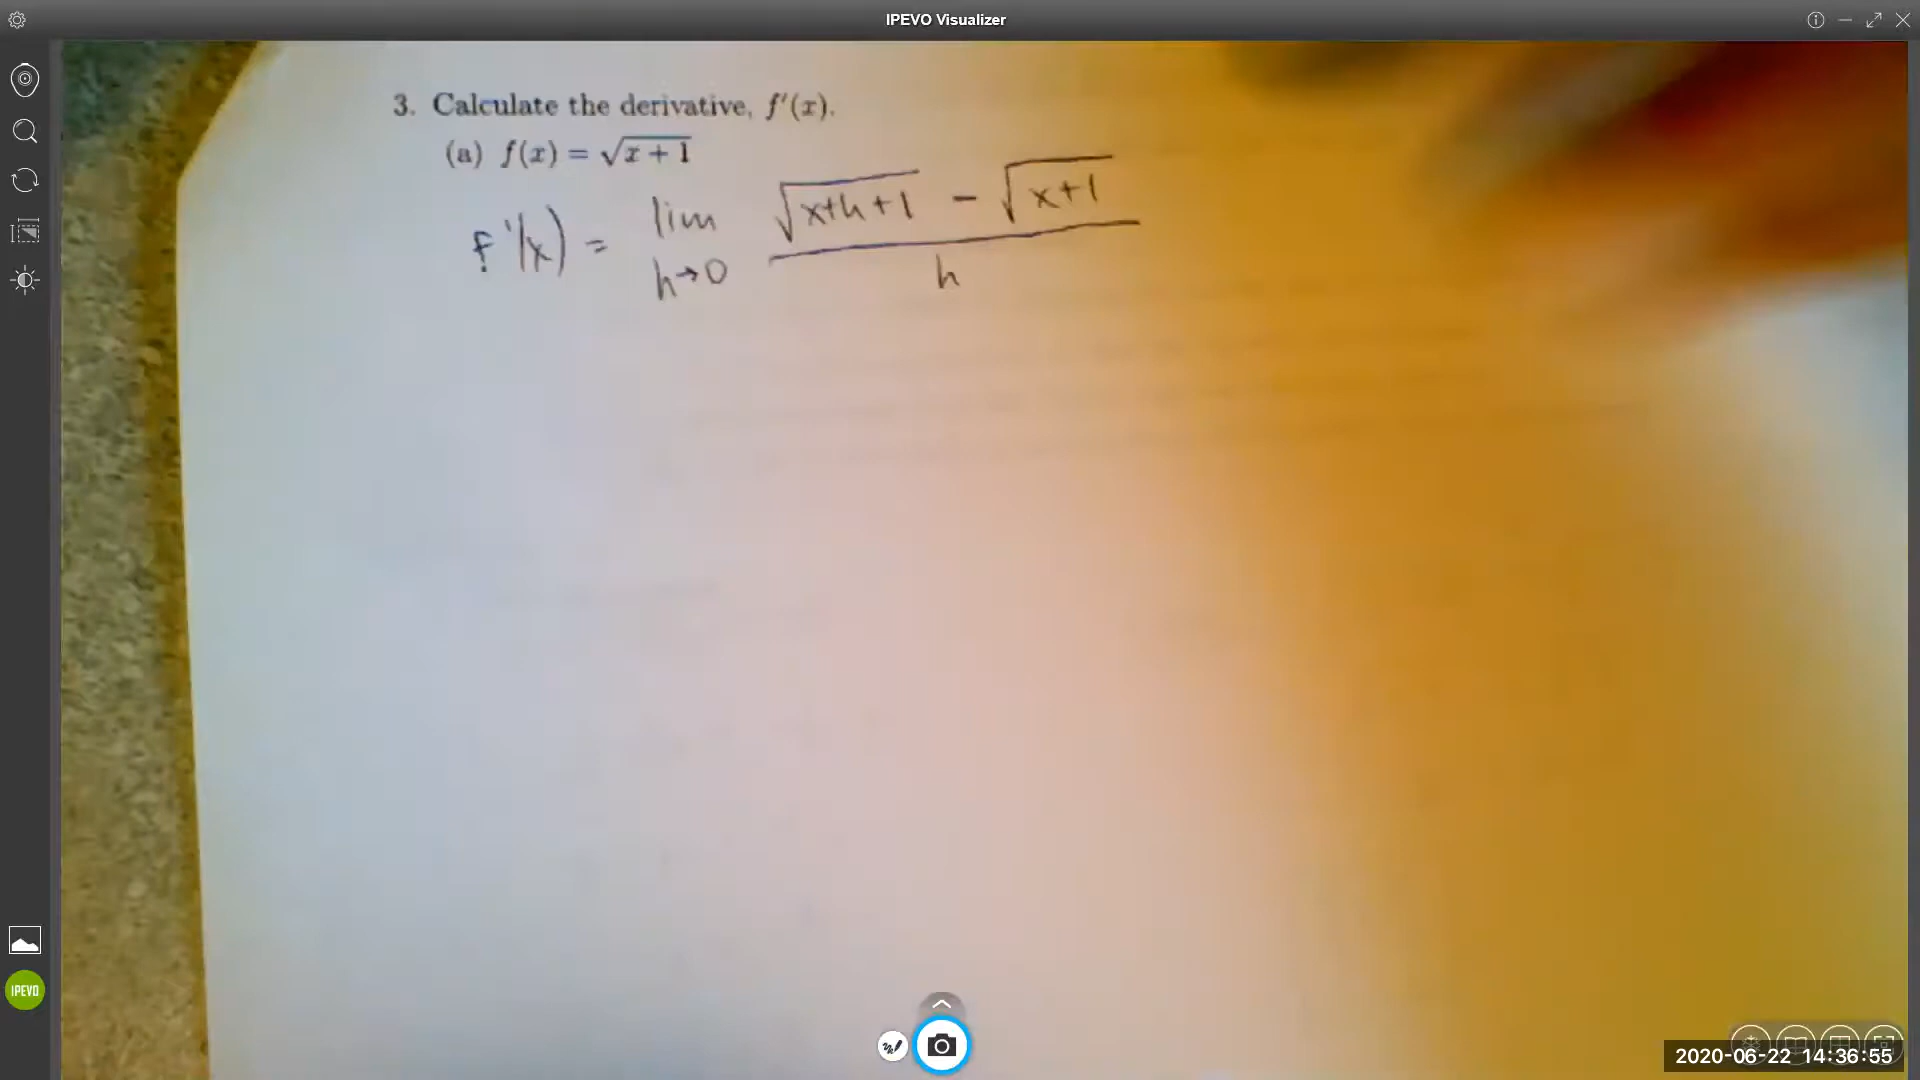 IPEVO Visualizer
3. Calculate the derivative, f'(x).
(a) f(x) = √(x + 1)
f'(x) = lim h→0 (√(x+h+1) − √(x+1)) / h
IPEVO
2020-06-22 14:36:55